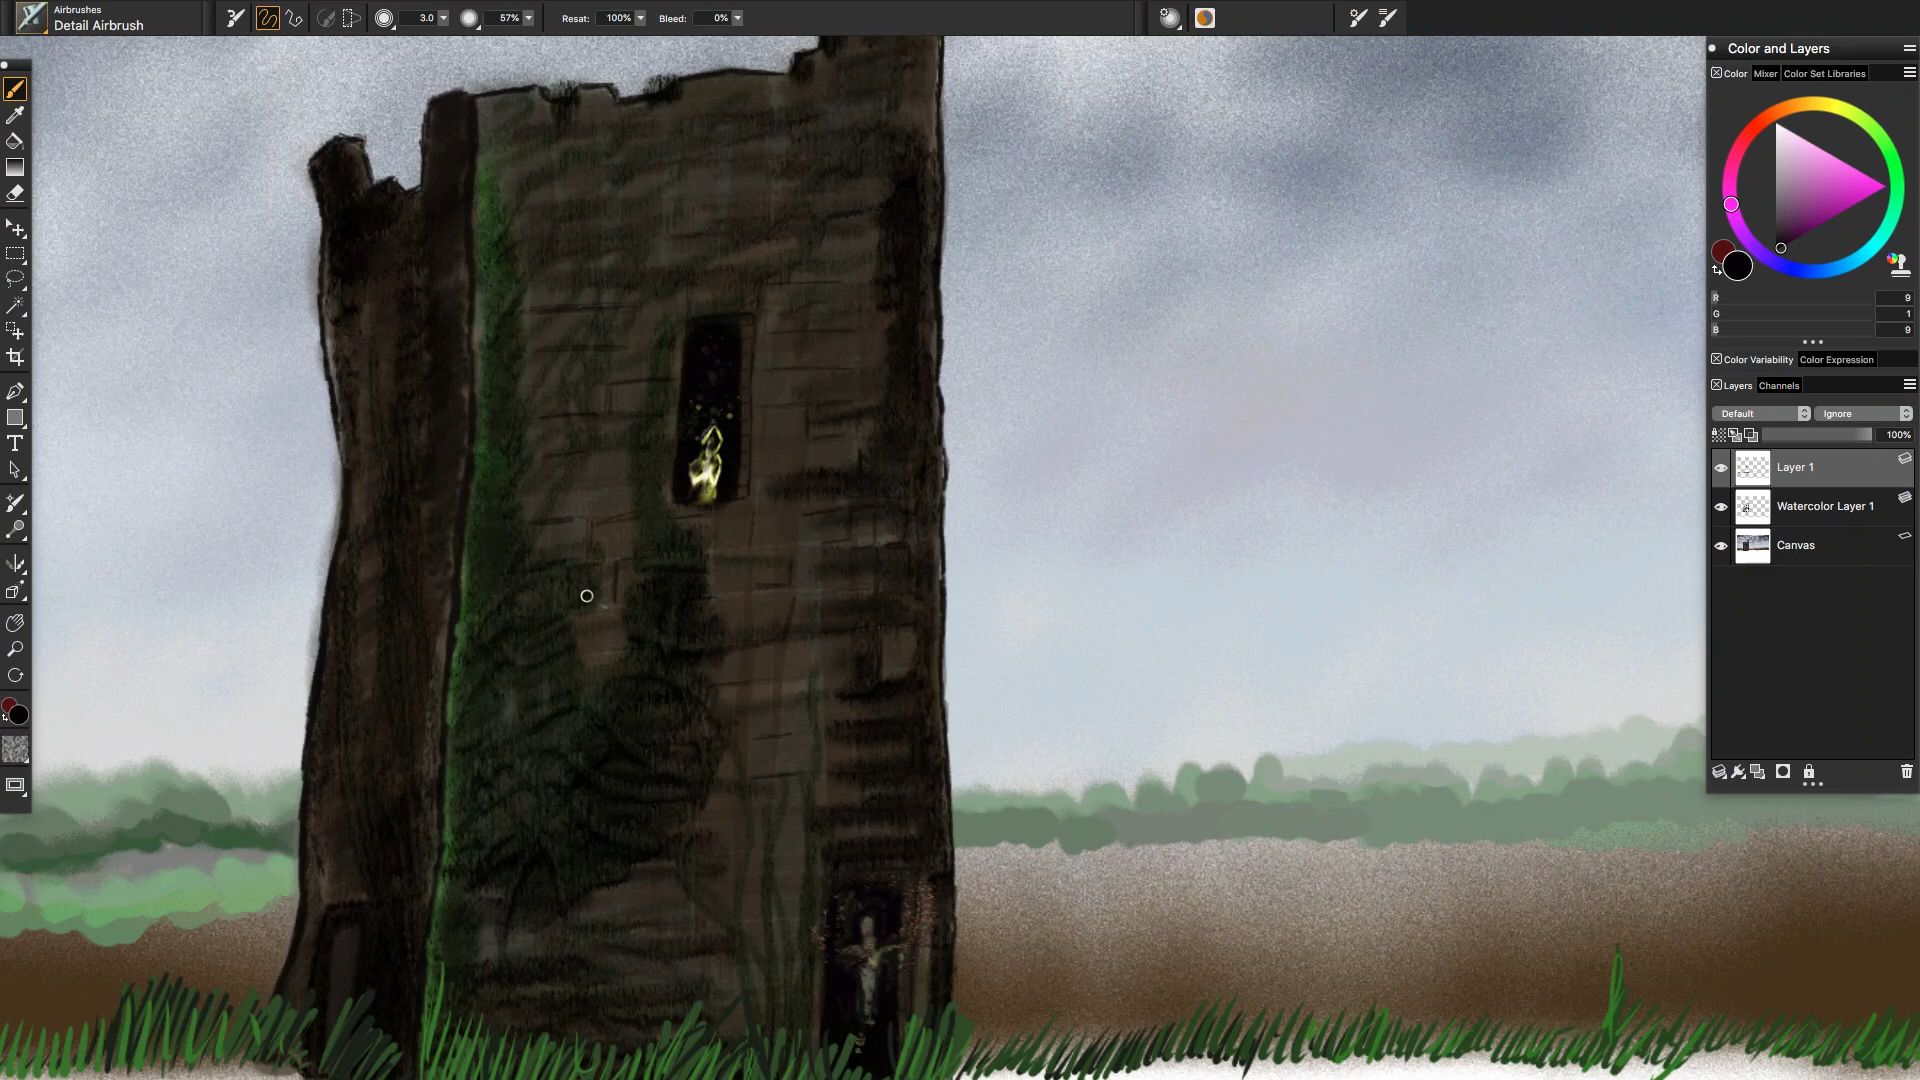 Airbrushes
Detail Airbrush
3.0
57%
Resat: 100%
Bleed: 0%
Color and Layers
Color Mixer Color Set Libraries
R 9
G 1
B 9
Color Variability Color Expression
Layers Channels
Default Ignore
100%
Layer 1
Watercolor Layer 1
Canvas